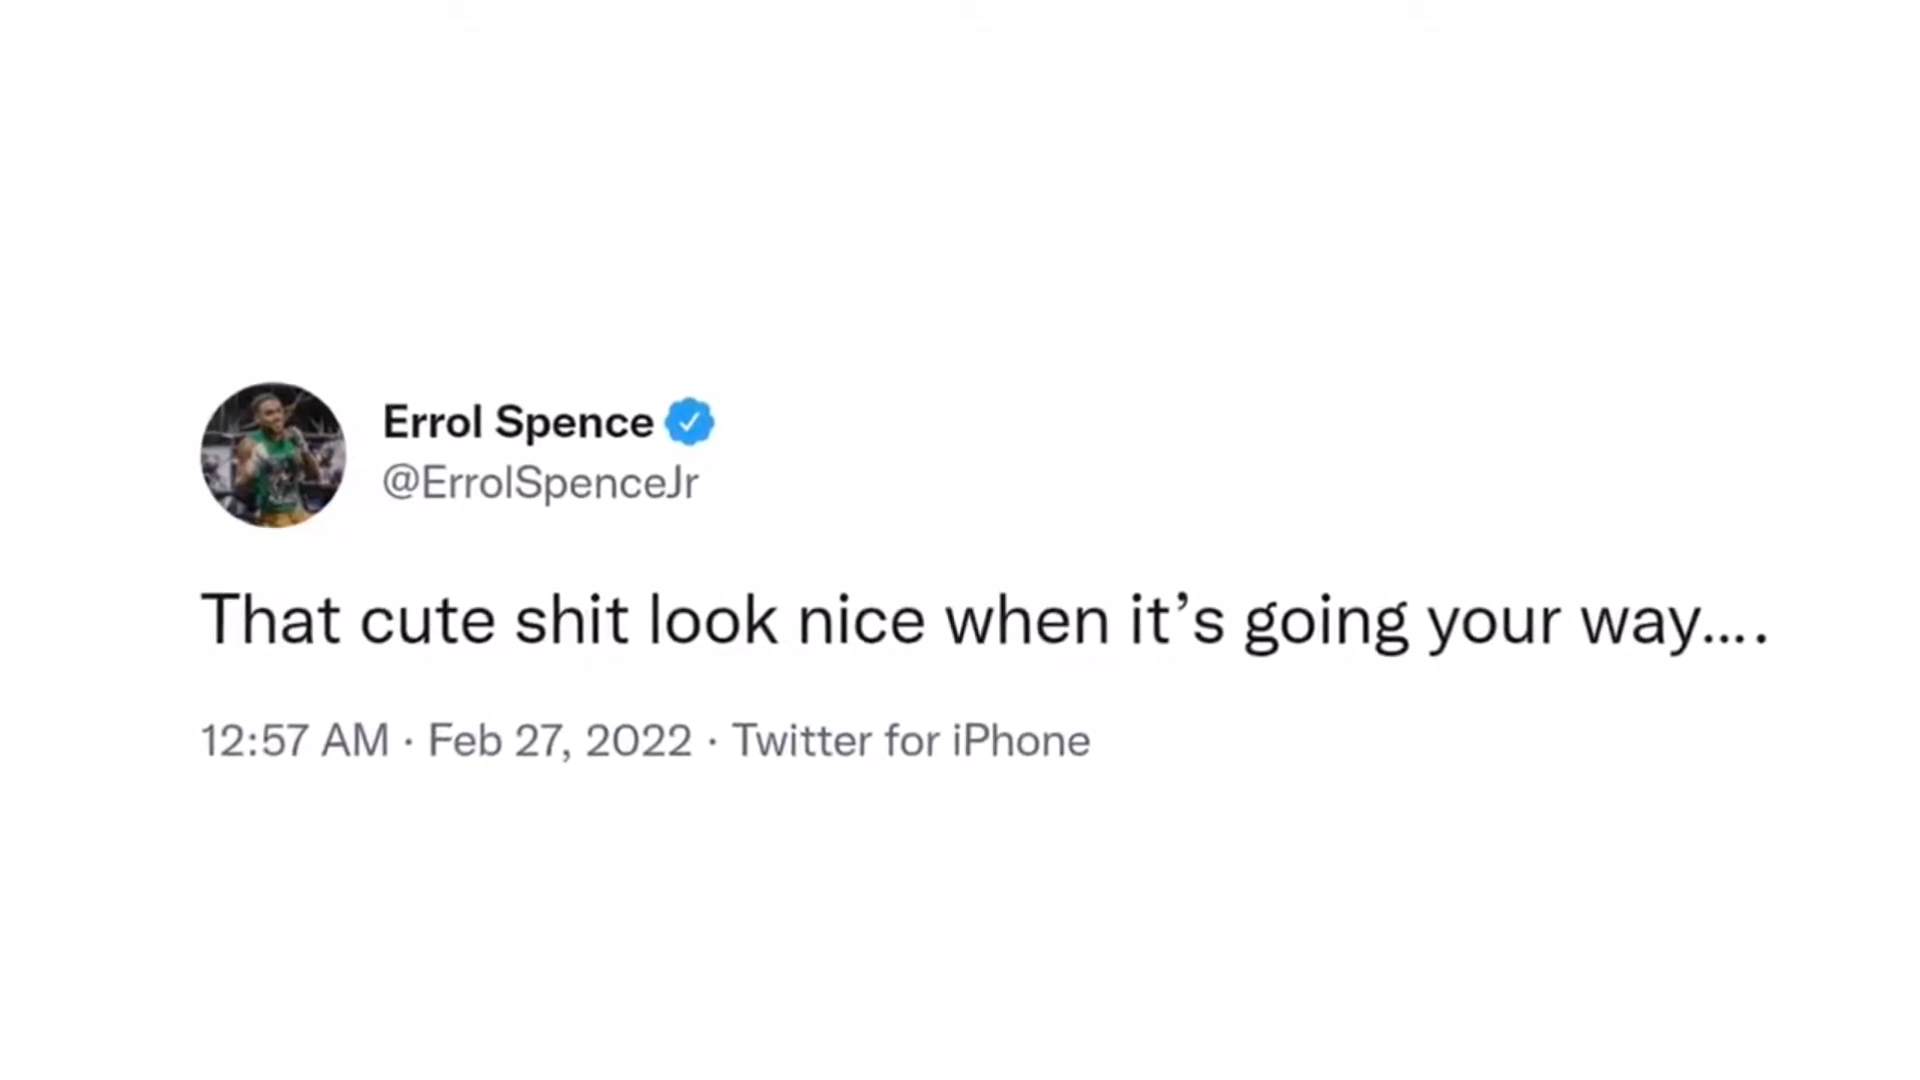 Errol Spence
@ErrolSpenceJr
That cute shit look nice when it’s going your way....
12:57 AM · Feb 27, 2022 · Twitter for iPhone